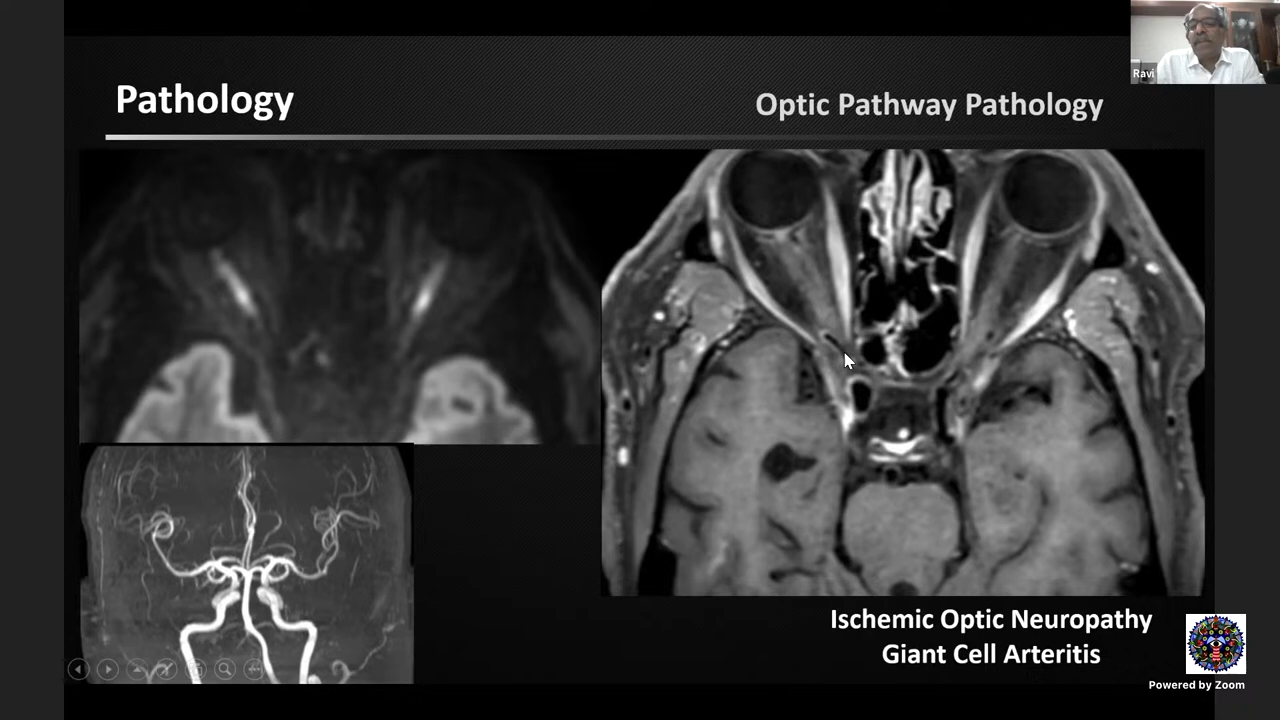 Ravi
Pathology
Optic Pathway Pathology
Ischemic Optic Neuropathy
Giant Cell Arteritis
Powered by Zoom